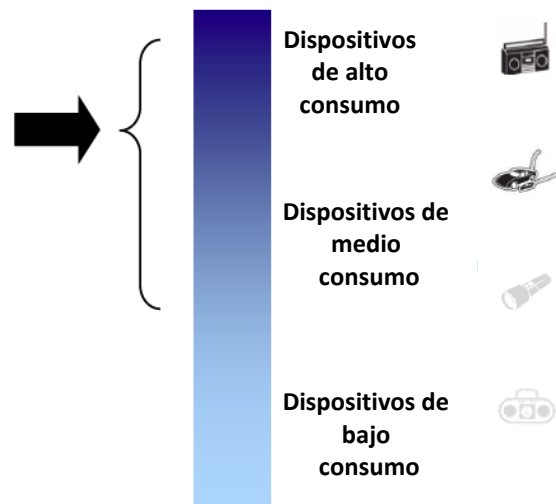 Dispositivos
de alto
consumo
Dispositivos de
medio
consumo
Dispositivos de
bajo
consumo